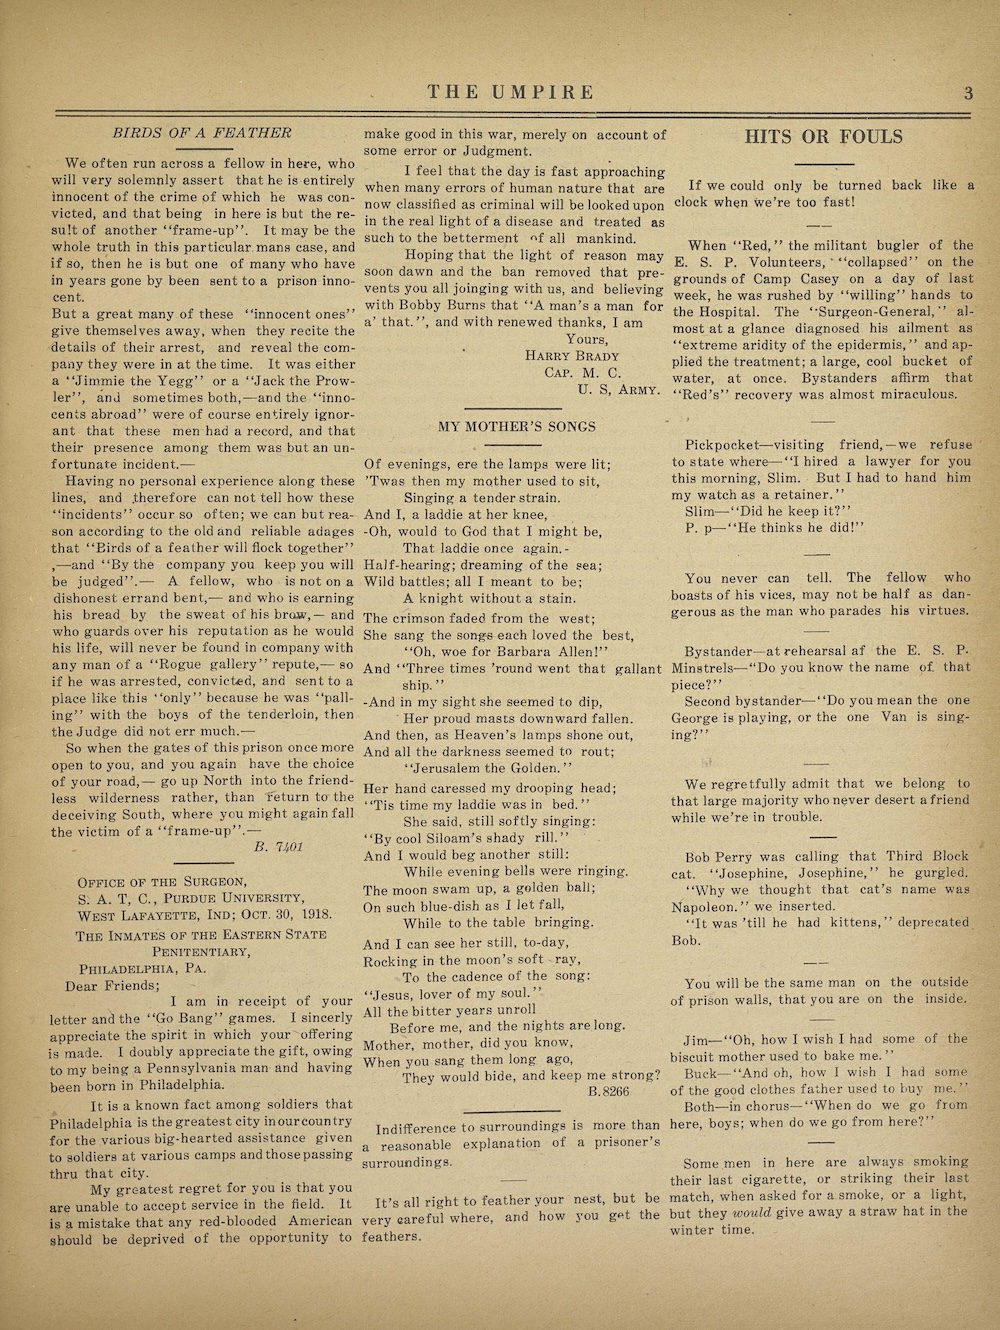 THE UMPIRE
3
BIRDS OF A FEATHER
We often run across a fellow in here, who
will very solemnly assert that he is entirely
innocent of the crime of which he was con-
victed, and that being in here is but the re-
sult of another “frame-up”. It may be the
whole truth in this particular mans case, and
if so, then he is but one of many who have
in years gone by been sent to a prison inno-
cent.
But a great many of these “innocent ones”
give themselves away, when they recite the
details of their arrest, and reveal the com-
pany they were in at the time. It was either
a “Jimmie the Yegg” or a “Jack the Prow-
ler”, and sometimes both,—and the “inno-
cents abroad” were of course entirely ignor-
ant that these men had a record, and that
their presence among them was but an un-
fortunate incident.—
Having no personal experience along these
lines, and therefore can not tell how these
“incidents” occur so often; we can but rea-
son according to the old and reliable adages
that “Birds of a feather will flock together”
,—and “By the company you keep you will
be judged”.— A fellow, who is not on a
dishonest errand bent,— and who is earning
his bread by the sweat of his brow,— and
who guards over his reputation as he would
his life, will never be found in company with
any man of a “Rogue gallery” repute,— so
if he was arrested, convicted, and sent to a
place like this “only” because he was “pall-
ing” with the boys of the tenderloin, then
the Judge did not err much.—
So when the gates of this prison once more
open to you, and you again have the choice
of your road,— go up North into the friend-
less wilderness rather, than return to the
deceiving South, where you might again fall
the victim of a “frame-up”.—
B. 7401
OFFICE OF THE SURGEON,
S. A. T, C., PURDUE UNIVERSITY,
WEST LAFAYETTE, IND; OCT. 30, 1918.
THE INMATES OF THE EASTERN STATE
PENITENTIARY,
PHILADELPHIA, PA.
Dear Friends;
I am in receipt of your
letter and the “Go Bang” games. I sincerly
appreciate the spirit in which your offering
is made. I doubly appreciate the gift, owing
to my being a Pennsylvania man and having
been born in Philadelphia.
It is a known fact among soldiers that
Philadelphia is the greatest city in our country
for the various big-hearted assistance given
to soldiers at various camps and those passing
thru that city.
My greatest regret for you is that you
are unable to accept service in the field. It
is a mistake that any red-blooded American
should be deprived of the opportunity to
make good in this war, merely on account of
some error or Judgment.
I feel that the day is fast approaching
when many errors of human nature that are
now classified as criminal will be looked upon
in the real light of a disease and treated as
such to the betterment of all mankind.
Hoping that the light of reason may
soon dawn and the ban removed that pre-
vents you all joinging with us, and believing
with Bobby Burns that “A man's a man for
a' that.”, and with renewed thanks, I am
Yours,
HARRY BRADY
CAP. M. C.
U. S, ARMY.
MY MOTHER'S SONGS
Of evenings, ere the lamps were lit;
'Twas then my mother used to sit,
Singing a tender strain.
And I, a laddie at her knee,
-Oh, would to God that I might be,
That laddie once again.-
Half-hearing; dreaming of the sea;
Wild battles; all I meant to be;
A knight without a stain.
The crimson faded from the west;
She sang the songs each loved the best,
“Oh, woe for Barbara Allen!”
And “Three times 'round went that gallant
ship.”
-And in my sight she seemed to dip,
Her proud masts downward fallen.
And then, as Heaven's lamps shone out,
And all the darkness seemed to rout;
“Jerusalem the Golden.”
Her hand caressed my drooping head;
“Tis time my laddie was in bed.”
She said, still softly singing:
“By cool Siloam's shady rill.”
And I would beg another still:
While evening bells were ringing.
The moon swam up, a golden ball;
On such blue-dish as I let fall,
While to the table bringing.
And I can see her still, to-day,
Rocking in the moon's soft ray,
To the cadence of the song:
“Jesus, lover of my soul.”
All the bitter years unroll
Before me, and the nights are long.
Mother, mother, did you know,
When you sang them long ago,
They would bide, and keep me strong?
B. 8266
Indifference to surroundings is more than
a reasonable explanation of a prisoner's
surroundings.
It's all right to feather your nest, but be
very careful where, and how you get the
feathers.
HITS OR FOULS
If we could only be turned back like a
clock when we're too fast!
When “Red,” the militant bugler of the
E. S. P. Volunteers, “collapsed” on the
grounds of Camp Casey on a day of last
week, he was rushed by “willing” hands to
the Hospital. The “Surgeon-General,” al-
most at a glance diagnosed his ailment as
“extreme aridity of the epidermis,” and ap-
plied the treatment; a large, cool bucket of
water, at once. Bystanders affirm that
“Red's” recovery was almost miraculous.
Pickpocket—visiting friend,—we refuse
to state where—“I hired a lawyer for you
this morning, Slim. But I had to hand him
my watch as a retainer.”
Slim—“Did he keep it?”
P. p—“He thinks he did!”
You never can tell. The fellow who
boasts of his vices, may not be half as dan-
gerous as the man who parades his virtues.
Bystander—at rehearsal af the E. S. P.
Minstrels—“Do you know the name of that
piece?”
Second bystander—“Do you mean the one
George is playing, or the one Van is sing-
ing?”
We regretfully admit that we belong to
that large majority who never desert a friend
while we're in trouble.
Bob Perry was calling that Third Block
cat. “Josephine, Josephine,” he gurgled.
“Why we thought that cat's name was
Napoleon.” we inserted.
“It was 'till he had kittens,” deprecated
Bob.
You will be the same man on the outside
of prison walls, that you are on the inside.
Jim—“Oh, how I wish I had some of the
biscuit mother used to bake me.”
Buck—“And oh, how I wish I had some
of the good clothes father used to buy me.”
Both—in chorus—“When do we go from
here, boys; when do we go from here?”
Some men in here are always smoking
their last cigarette, or striking their last
match, when asked for a smoke, or a light,
but they would give away a straw hat in the
winter time.